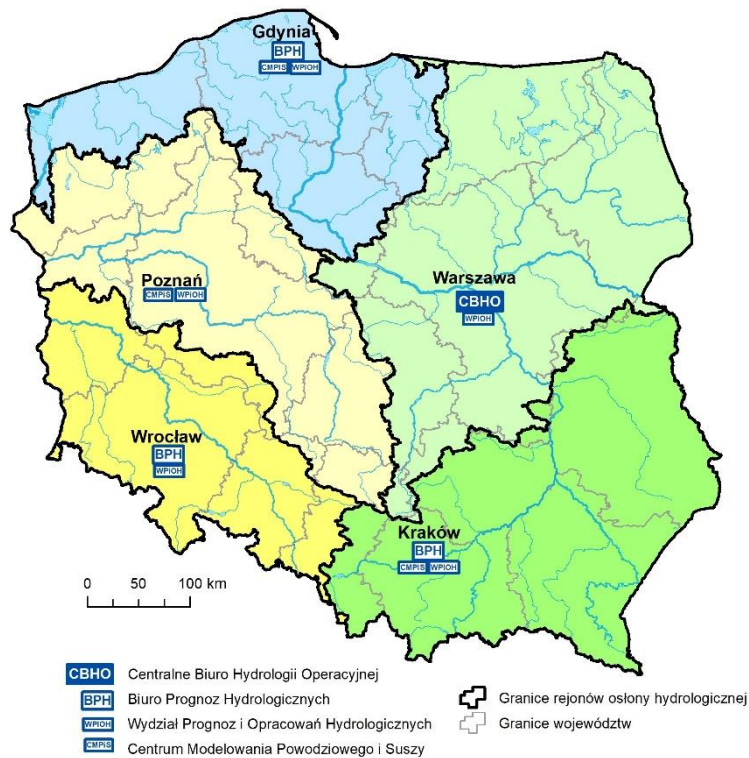 Gdynia
BPH
CMPIS WPIOH
Poznań
CMPiS WPIOH
Warszawa
CBHO
WPIOH
Wrocław
BPH
WPIOH
Kraków
BPH
CMPIS WPIOH
0 50 100 km
CBHO Centralne Biuro Hydrologii Operacyjnej
BPH Biuro Prognoz Hydrologicznych
WPIOH Wydział Prognoz i Opracowań Hydrologicznych
CMPiS Centrum Modelowania Powodziowego i Suszy
Granice rejonów osłony hydrologicznej
Granice województw